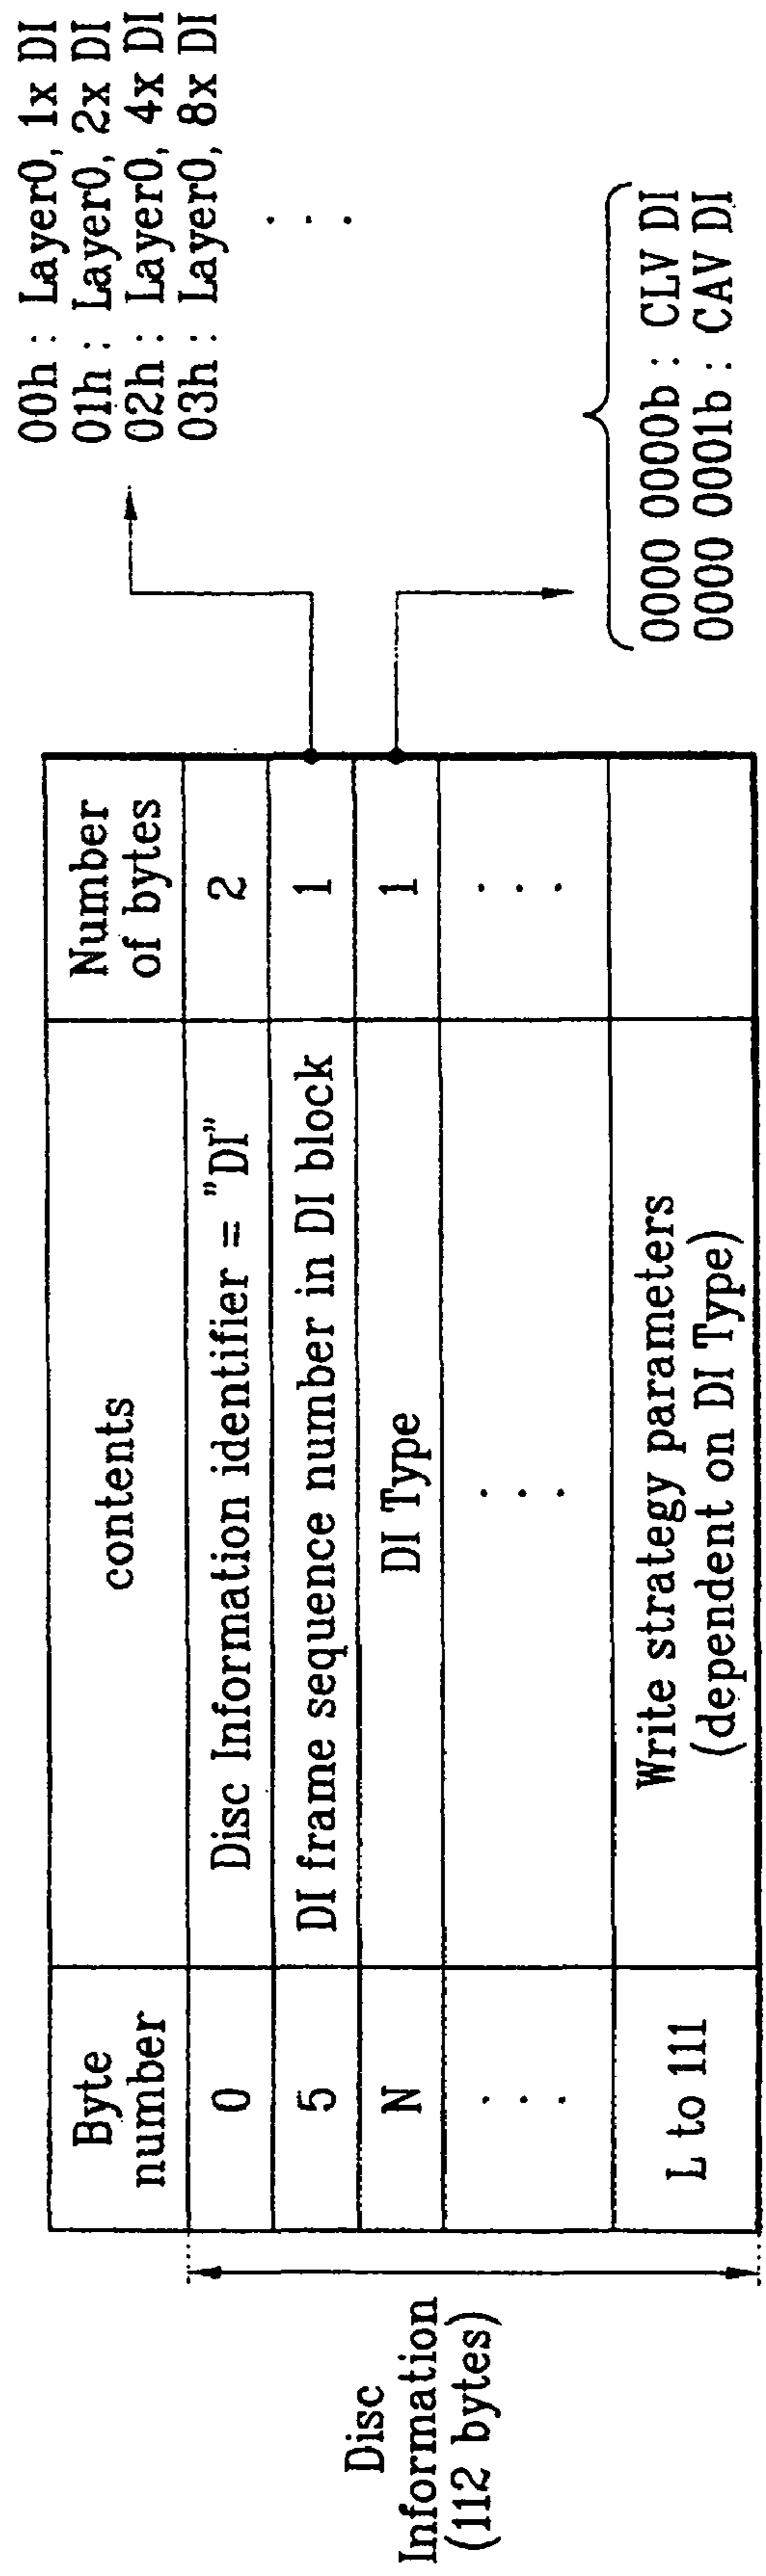 Disc
Information
(112 bytes)
Byte
number
contents
Number
of bytes
0
Disc Information identifier = "DI"
2
5
DI frame sequence number in DI block
1
N
DI Type
1
. . .
. . .
. . .
L to 111
Write strategy parameters
(dependent on DI Type)
00h : Layer0, 1x DI
01h : Layer0, 2x DI
02h : Layer0, 4x DI
03h : Layer0, 8x DI
. . .
0000 0000b : CLV DI
0000 0001b : CAV DI